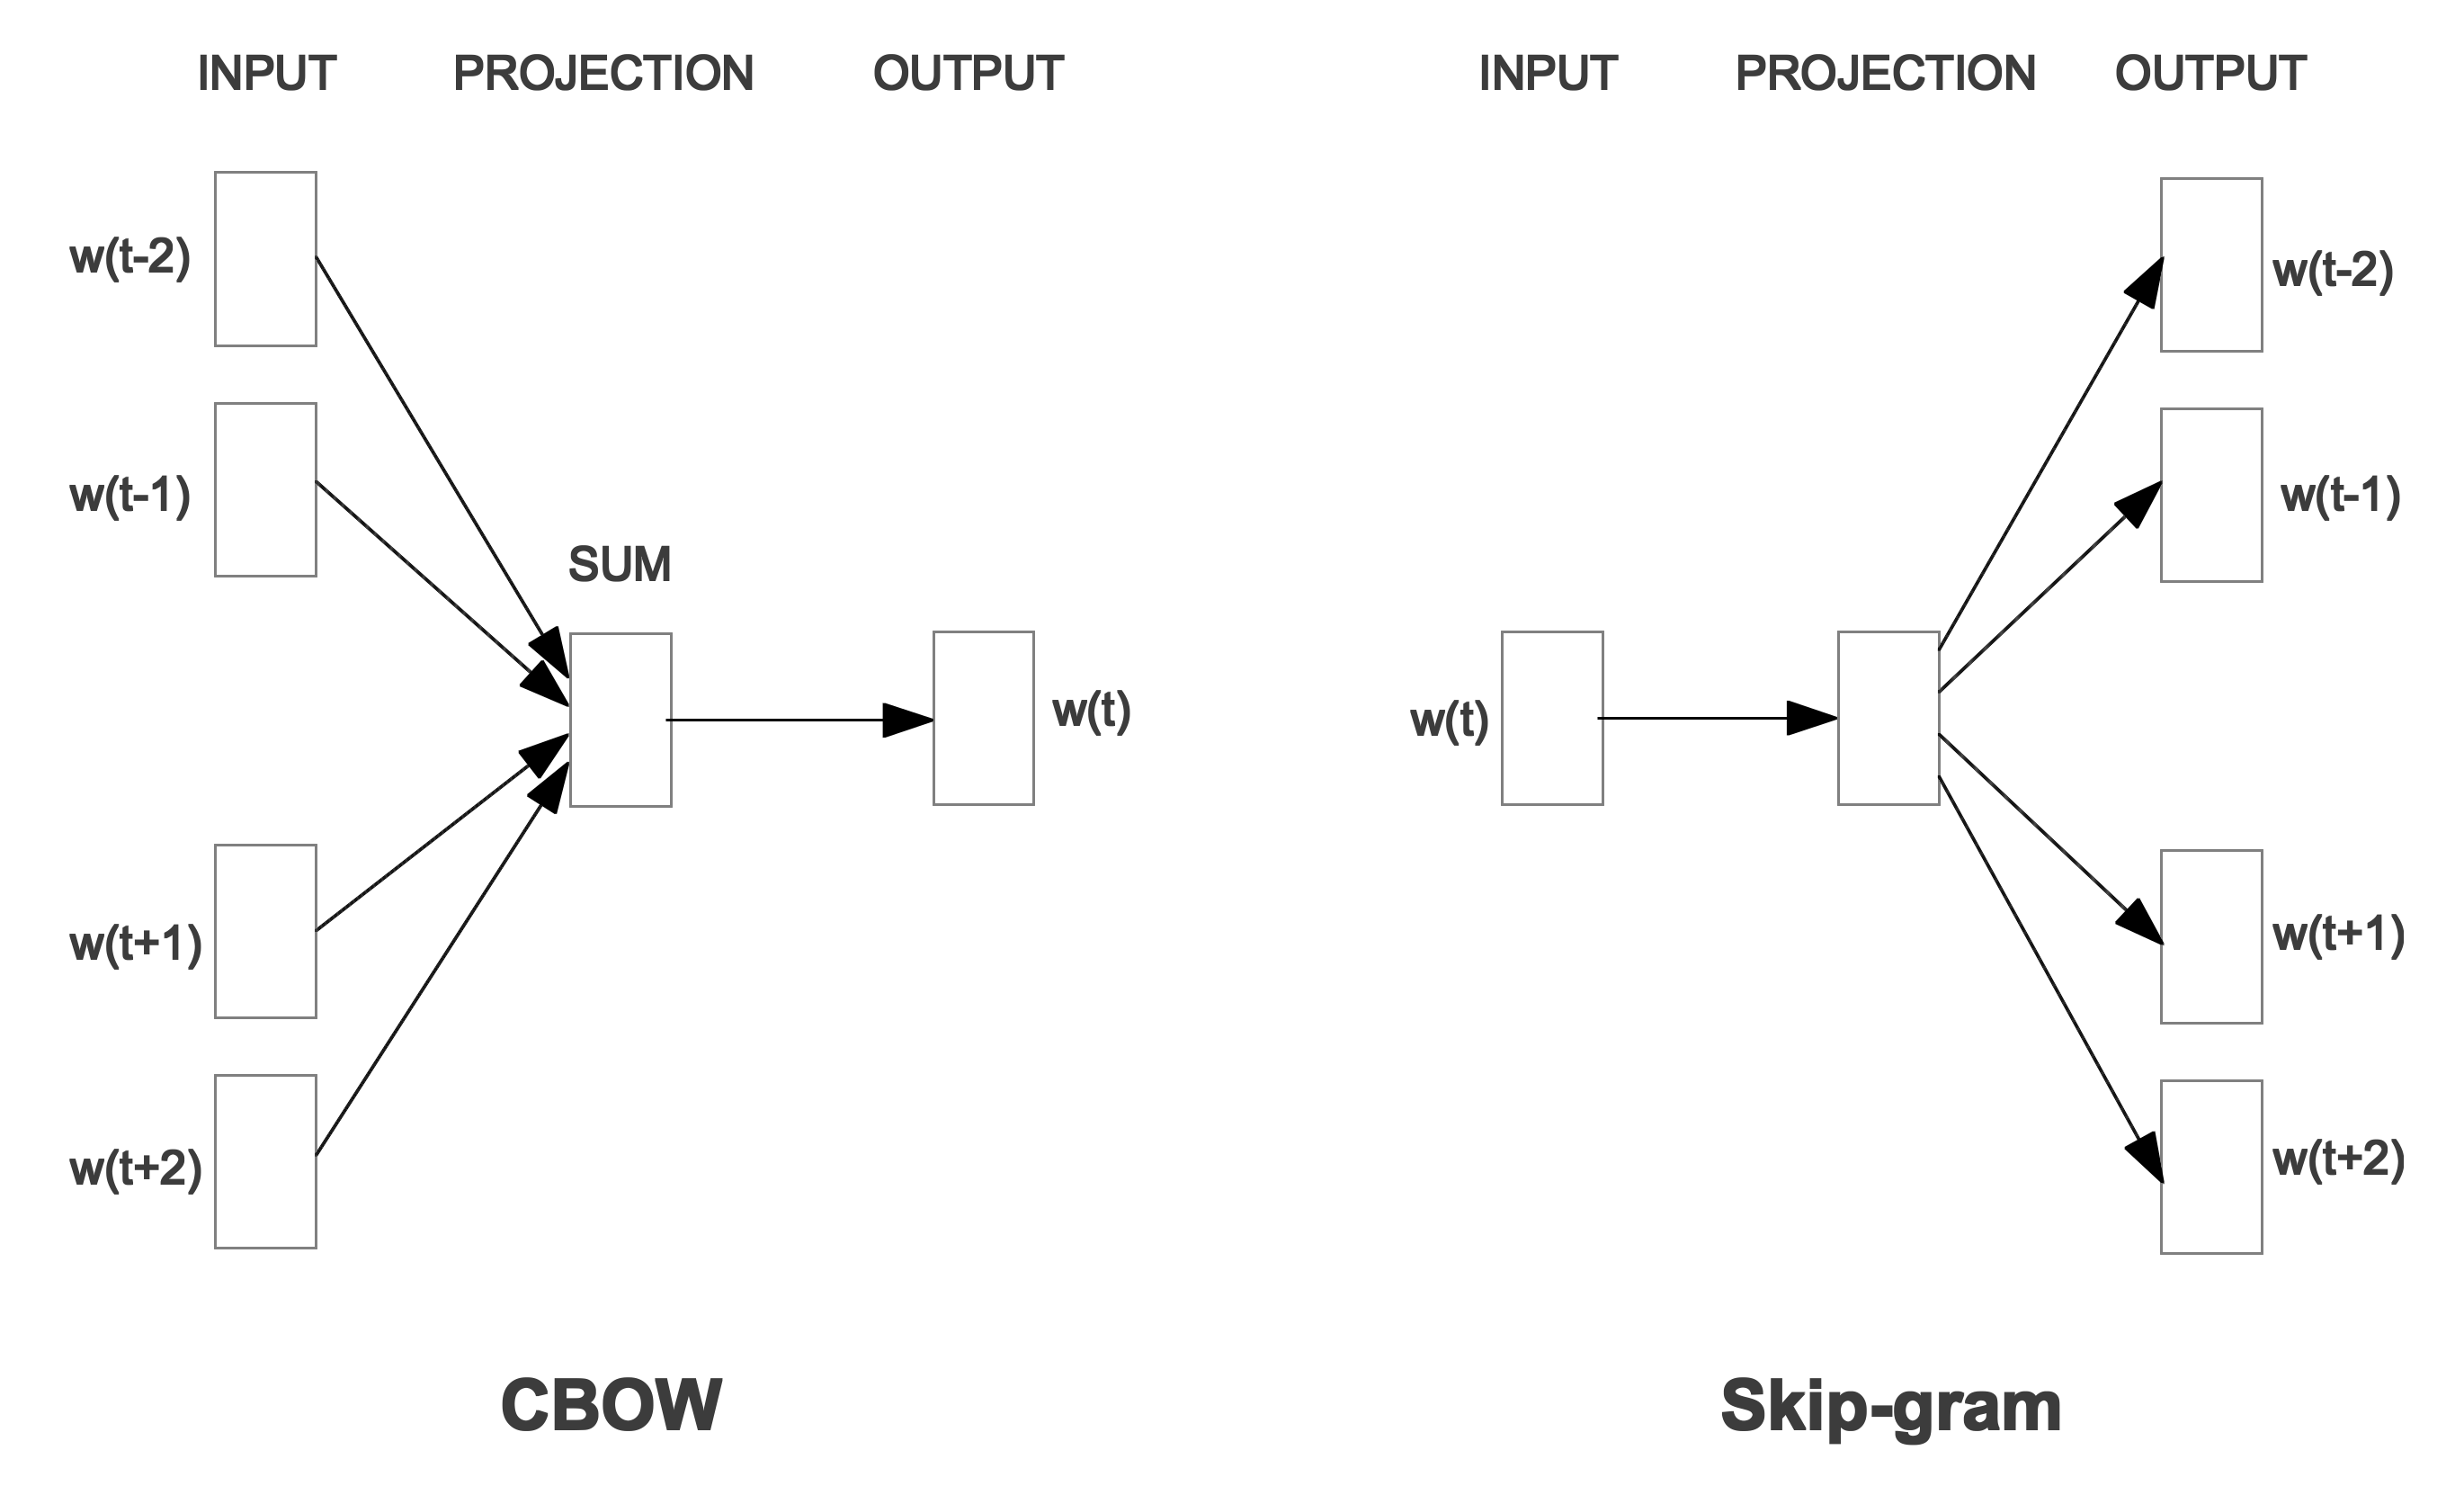 INPUT PROJECTION OUTPUT
w(t-2)
w(t-1)
SUM
w(t)
w(t+1)
w(t+2)
CBOW
INPUT PROJECTION OUTPUT
w(t-2)
w(t-1)
w(t)
w(t+1)
w(t+2)
Skip-gram